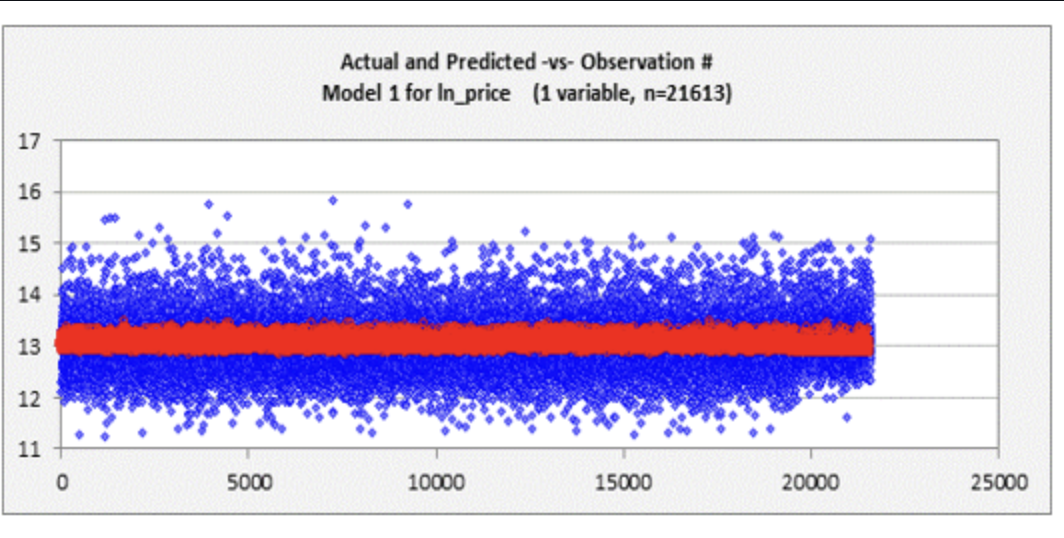 Actual and Predicted -vs- Observation #
Model 1 for ln_price (1 variable, n=21613)
17
16
15
14
13
12
11
0 5000 10000 15000 20000 25000